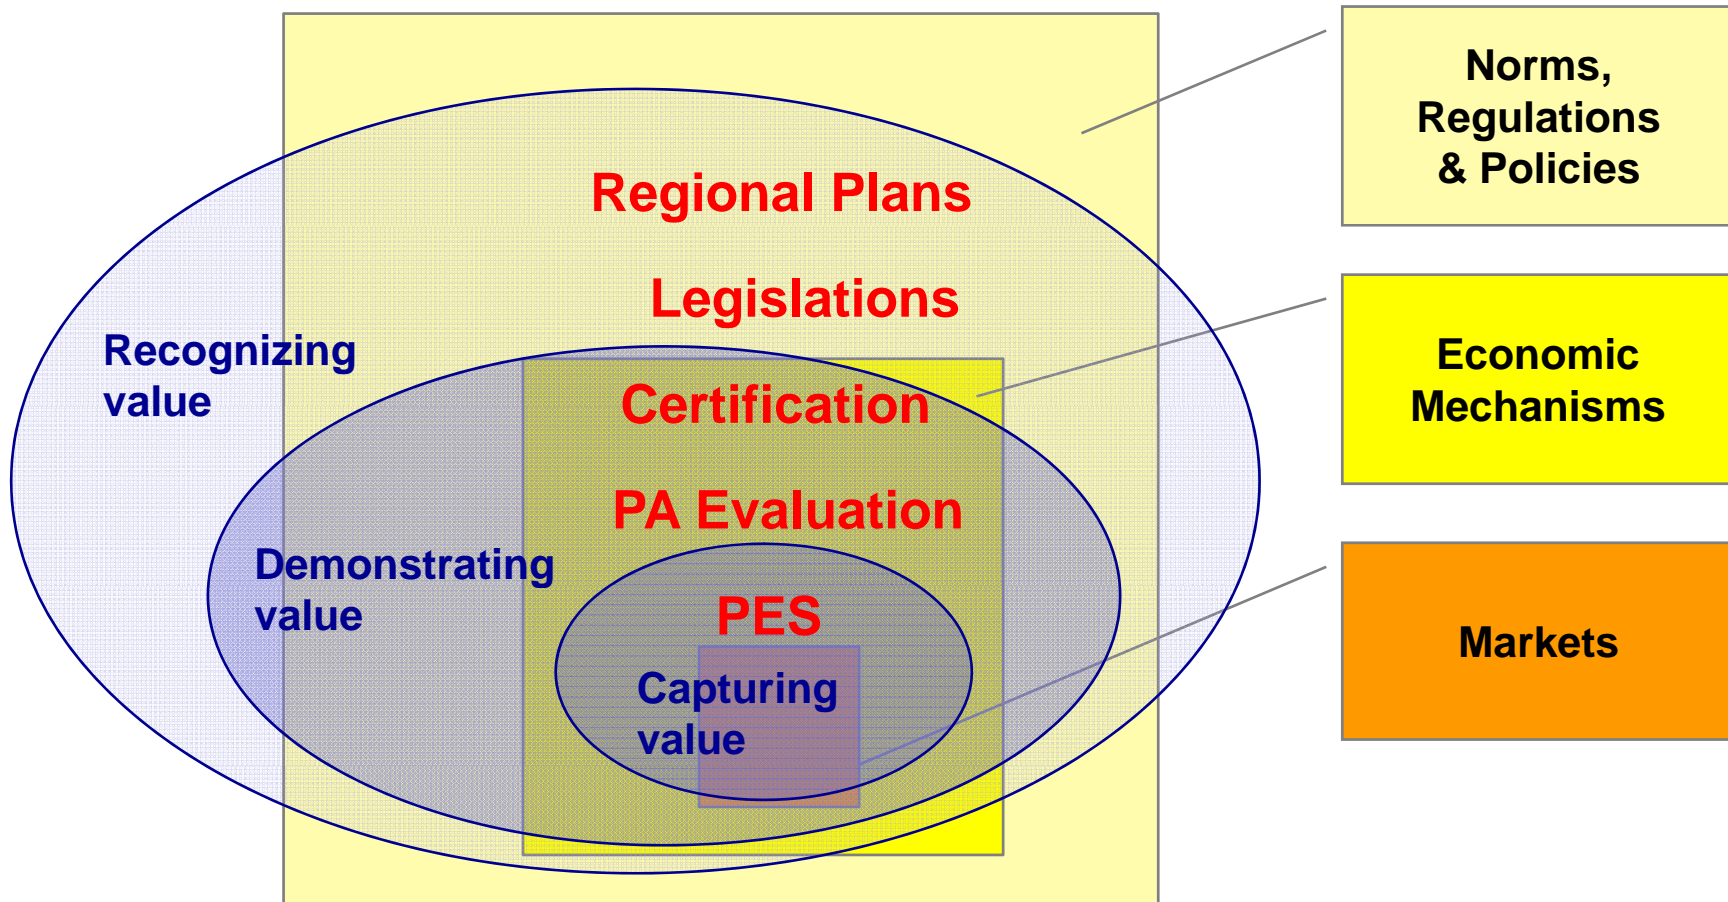 Norms,
Regulations
& Policies
Regional Plans
Legislations
Recognizing
value
Economic
Mechanisms
Certification
PA Evaluation
Demonstrating
value
PES
Markets
Capturing
value